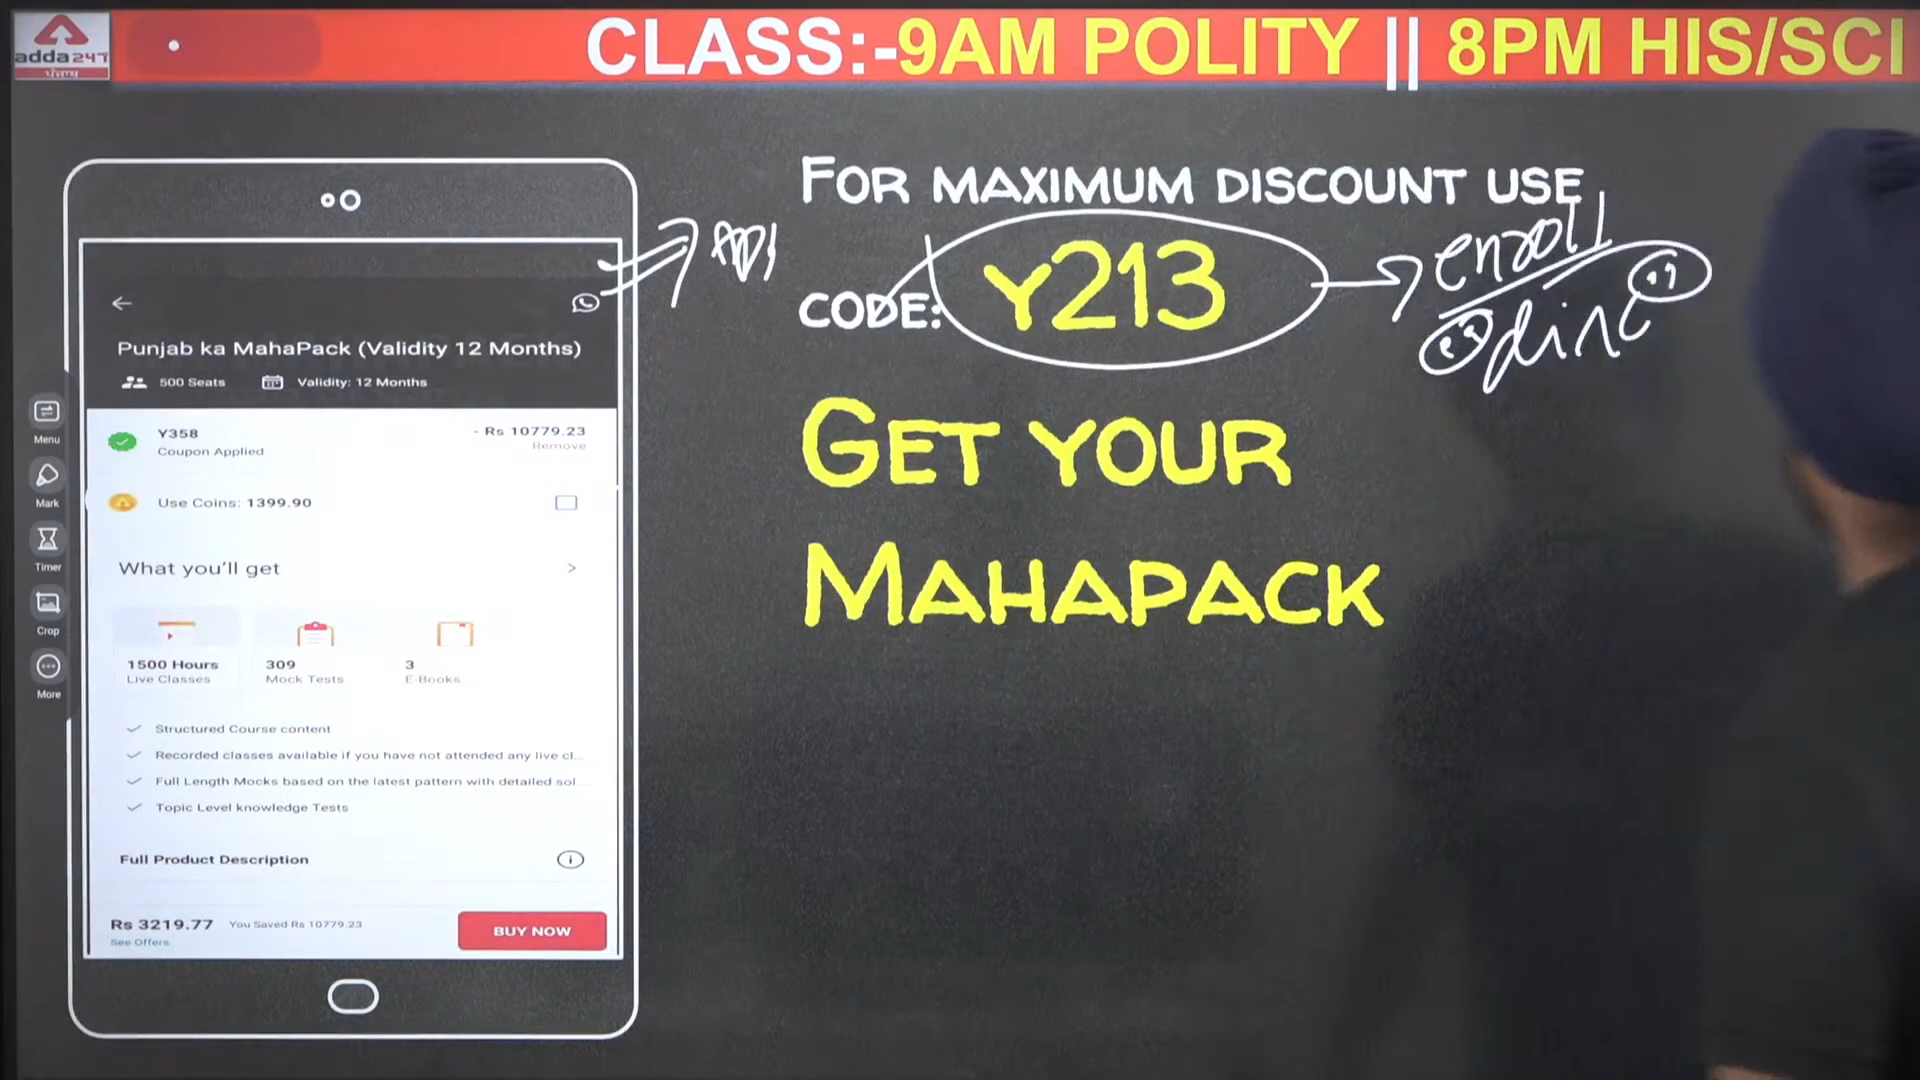 adda247
ਪੰਜਾਬ
CLASS:-9AM POLITY || 8PM HIS/SCI
FOR MAXIMUM DISCOUNT USE
CODE: Y213
enroll
GET YOUR
MAHAPACK
Punjab ka MahaPack (Validity 12 Months)
500 Seats Validity: 12 Months
Y358 - Rs 10779.23
Coupon Applied Remove
Use Coins: 1399.90
What you'll get >
1500 Hours 309 3
Live Classes Mock Tests E-Books
Structured Course content
Recorded classes available if you have not attended any live cl...
Full Length Mocks based on the latest pattern with detailed sol...
Topic Level knowledge Tests
Full Product Description
Rs 3219.77 You Saved Rs 10779.23
See Offers
BUY NOW
Menu
Mark
Timer
Crop
More